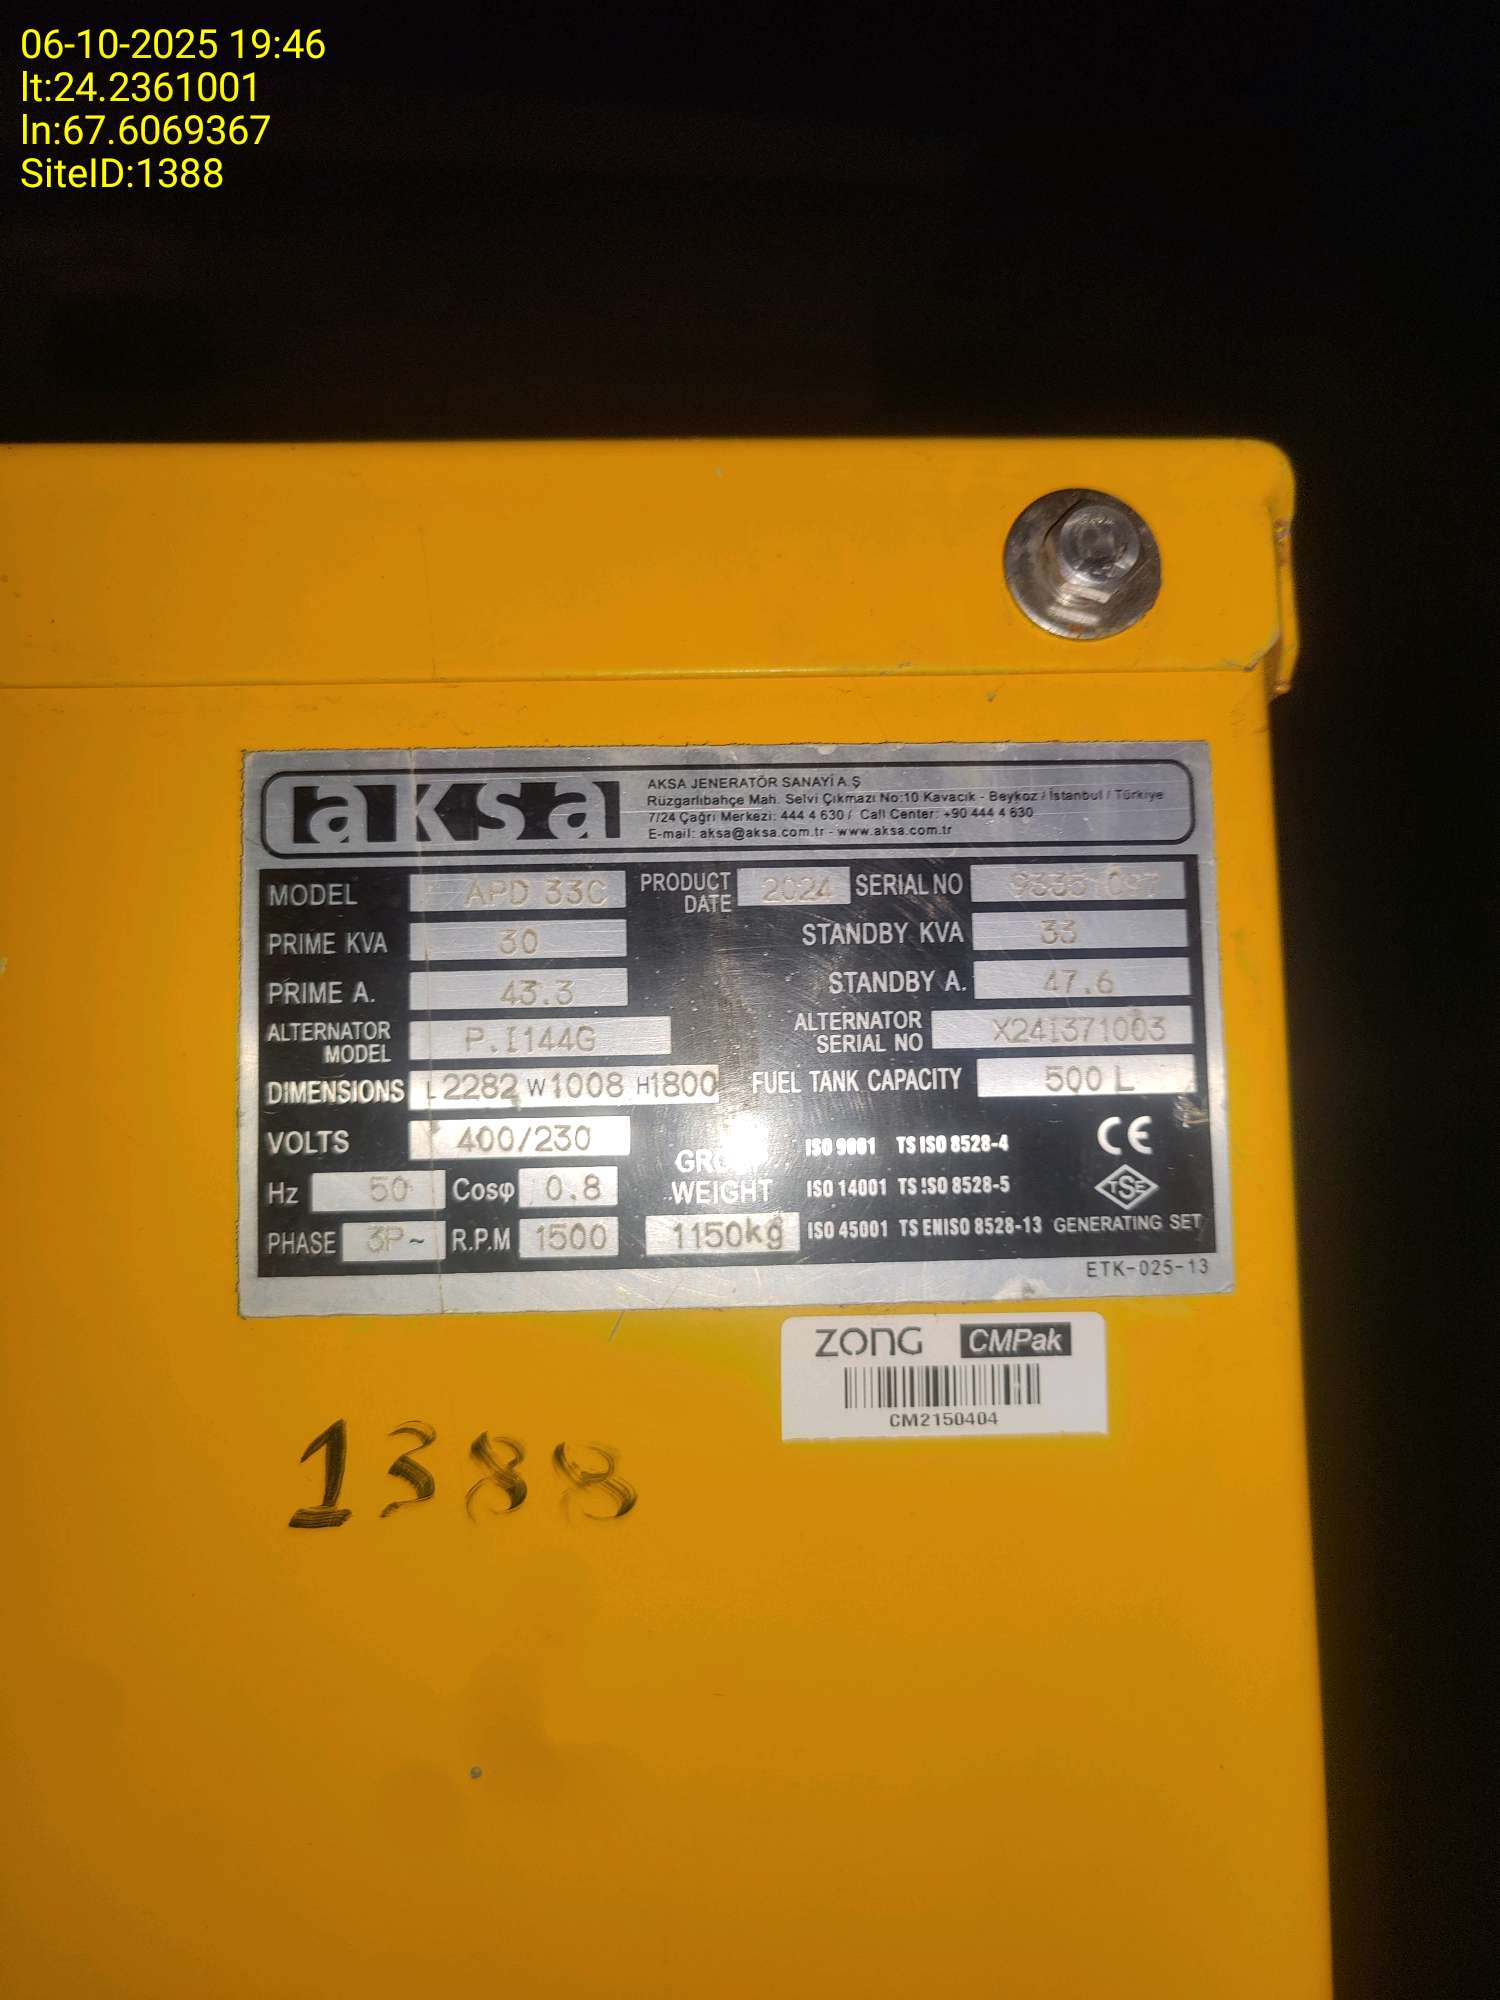 06-10-2025 19:46
lt:24.2361001
ln:67.6069367
SiteID:1388
aksa
AKSA JENERATÖR SANAYİ A.Ş
Rüzgarlıbahçe Mah. Selvi Çıkmazı No:10 Kavacık - Beykoz / İstanbul / Türkiye
7/24 Çağrı Merkezi: 444 4 630 / Call Center: +90 444 4 630
E-mail: aksa@aksa.com.tr - www.aksa.com.tr
MODEL APD 33C PRODUCT DATE 2024 SERIAL NO
PRIME KVA 30 STANDBY KVA 33
PRIME A. 43.3 STANDBY A. 47.6
ALTERNATOR MODEL P.I144G ALTERNATOR SERIAL NO X24I371003
DIMENSIONS L 2282 W 1008 H 1800 FUEL TANK CAPACITY 500 L
VOLTS 400/230
Hz 50 Cosφ 0.8 WEIGHT
PHASE 3P~ R.P.M 1500 1150kg
ISO 9001 TS ISO 8528-4 CE
ISO 14001 TS ISO 8528-5 TSE
ISO 45001 TS EN ISO 8528-13 GENERATING SET
ETK-025-13
ZONG CMPak
CM2150404
1388